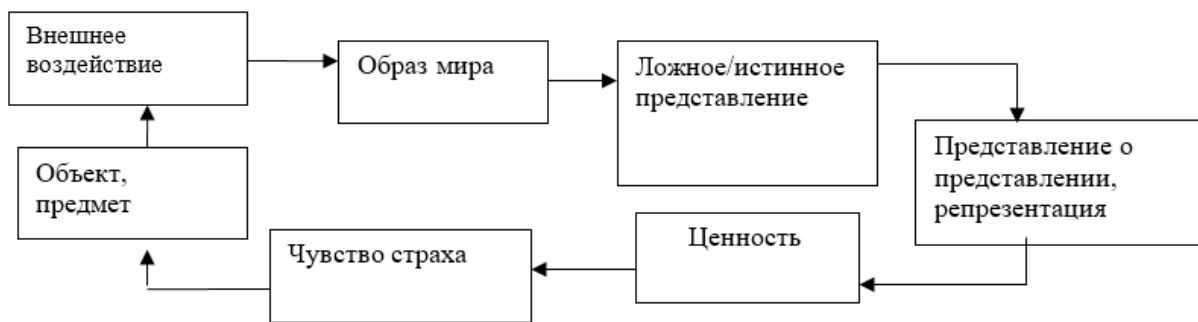 Внешнее
воздействие
Образ мира
Ложное/истинное
представление
Представление о
представлении,
репрезентация
Ценность
Чувство страха
Объект,
предмет